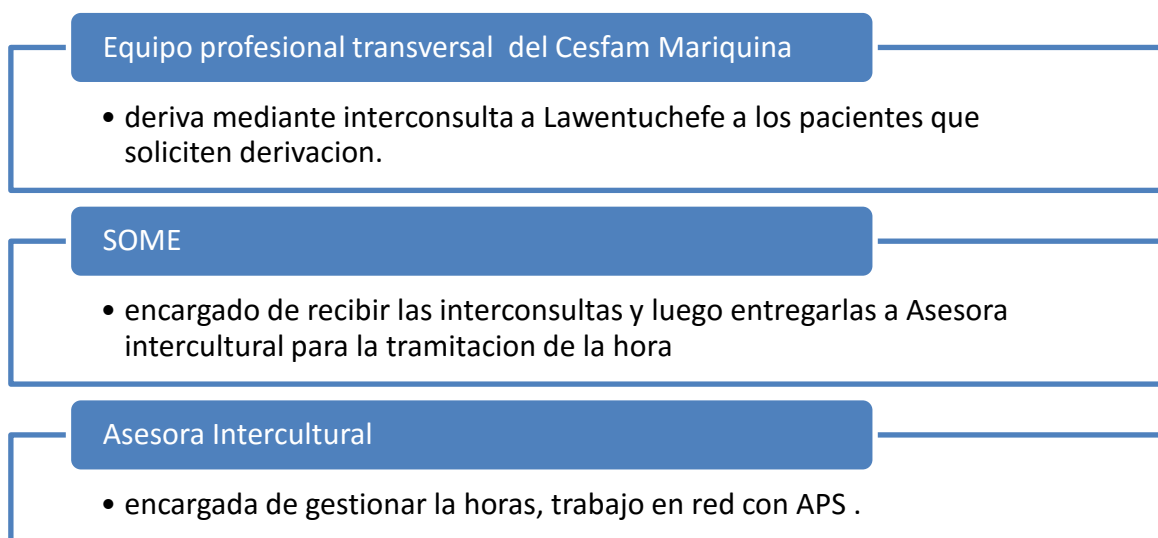 Equipo profesional transversal  del Cesfam Mariquina
• deriva mediante interconsulta a Lawentuchefe a los pacientes que
soliciten derivacion.
SOME
• encargado de recibir las interconsultas y luego entregarlas a Asesora
intercultural para la tramitacion de la hora
Asesora Intercultural
• encargada de gestionar la horas, trabajo en red con APS .